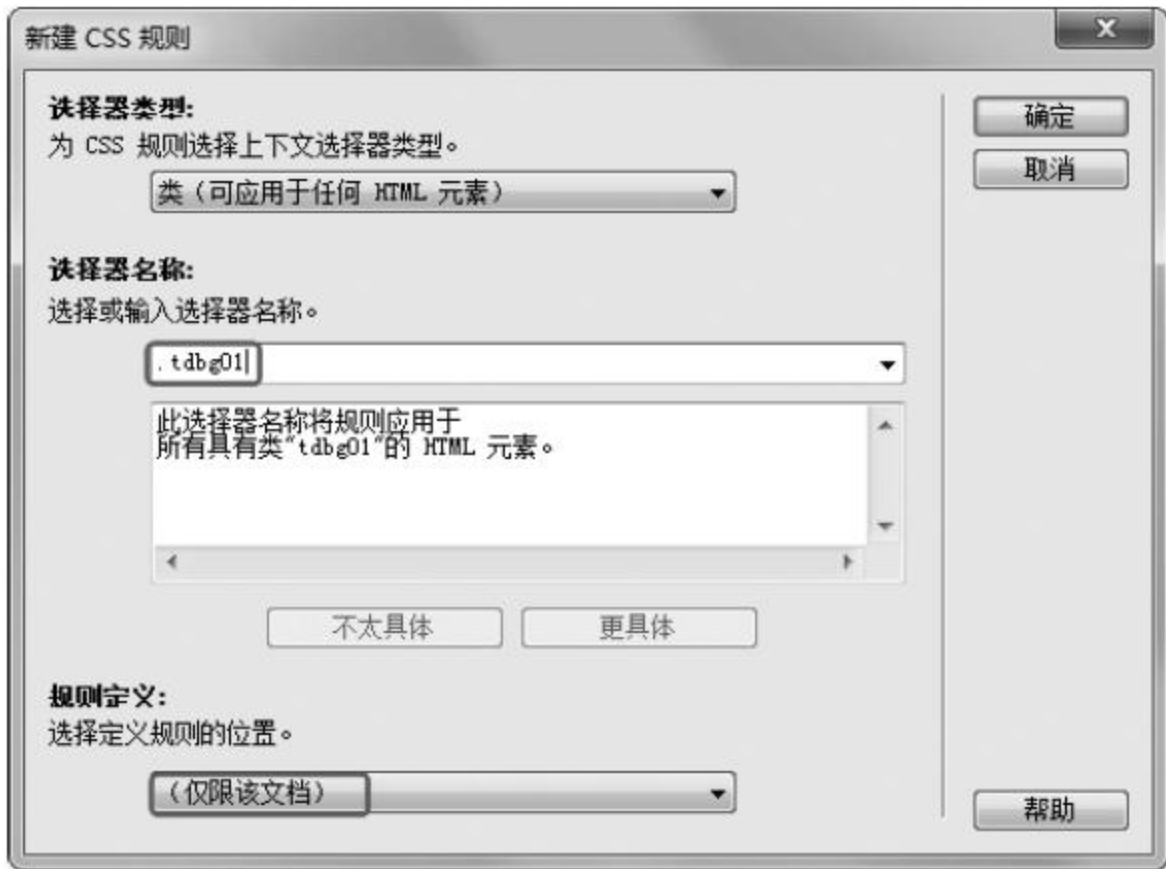 新建 CSS 规则
X
选择器类型:
为 CSS 规则选择上下文选择器类型。
类（可应用于任何 HTML 元素）
确定
取消
选择器名称:
选择或输入选择器名称。
.tdbg01
此选择器名称将规则应用于
所有具有类"tdbg01"的 HTML 元素。
不太具体
更具体
规则定义:
选择定义规则的位置。
（仅限该文档）
帮助